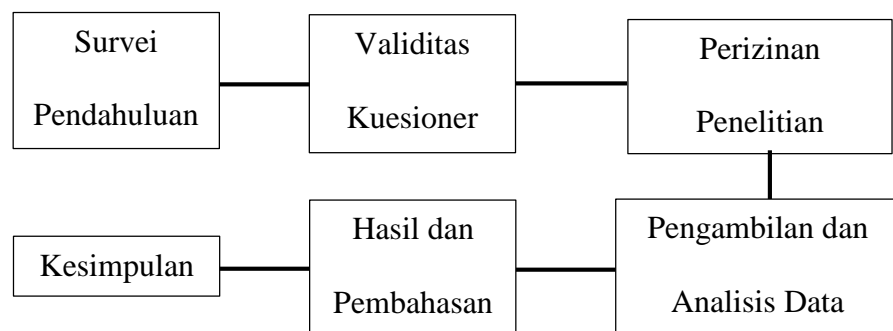 Survei
Pendahuluan
Validitas
Kuesioner
Perizinan
Penelitian
Pengambilan dan
Analisis Data
Hasil dan
Pembahasan
Kesimpulan